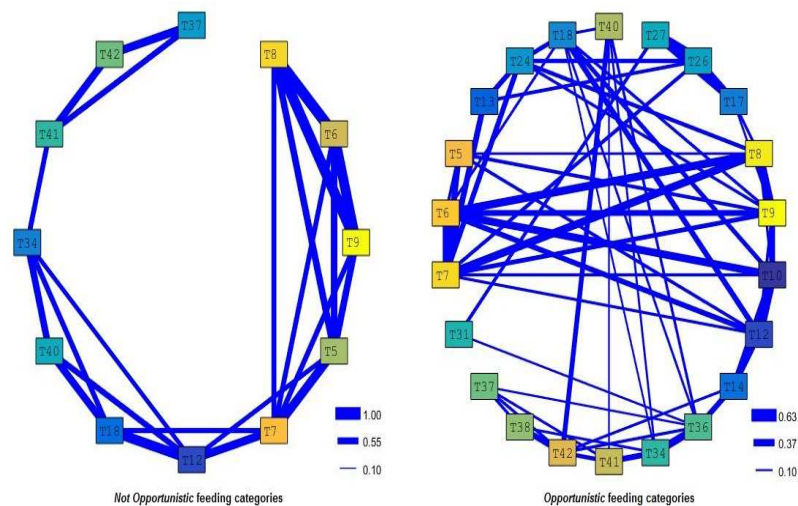 T37
T42
T8
T41
T6
T34
T9
T40
T5
T18
T7
T12
1.00
0.55
0.10
Not Opportunistic feeding categories
T40
T18
T27
T24
T26
T13
T17
T5
T8
T6
T9
T7
T10
T31
T12
T37
T14
T38
T36
T42
T34
T41
0.63
0.37
0.10
Opportunistic feeding categories